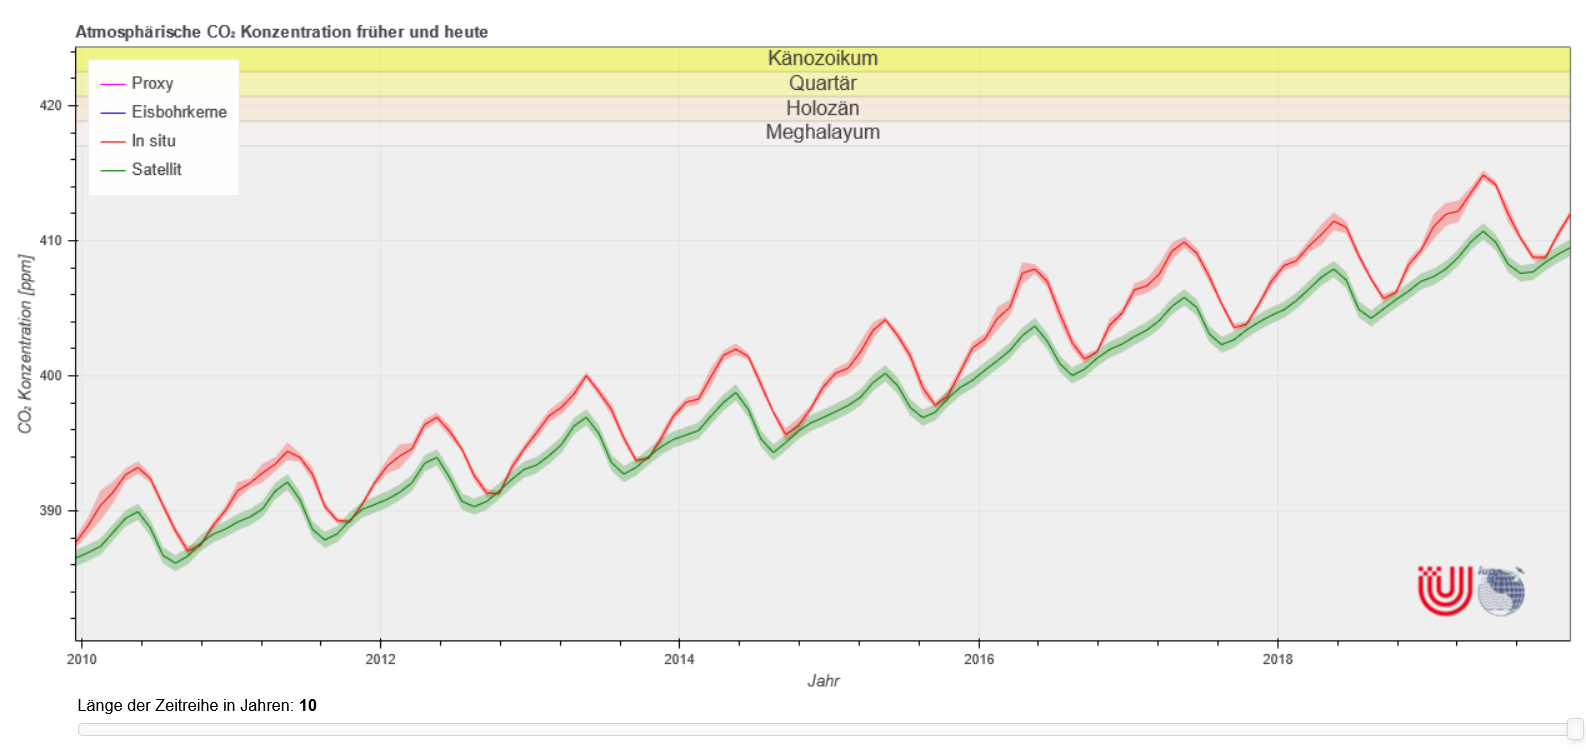 Atmosphärische CO₂ Konzentration früher und heute
Känozoikum
Quartär
Holozän
Meghalayum
Proxy
Eisbohrkerne
In situ
Satellit
420
410
400
390
CO₂ Konzentration [ppm]
2010 2012 2014 2016 2018
Jahr
iup
Länge der Zeitreihe in Jahren: 10